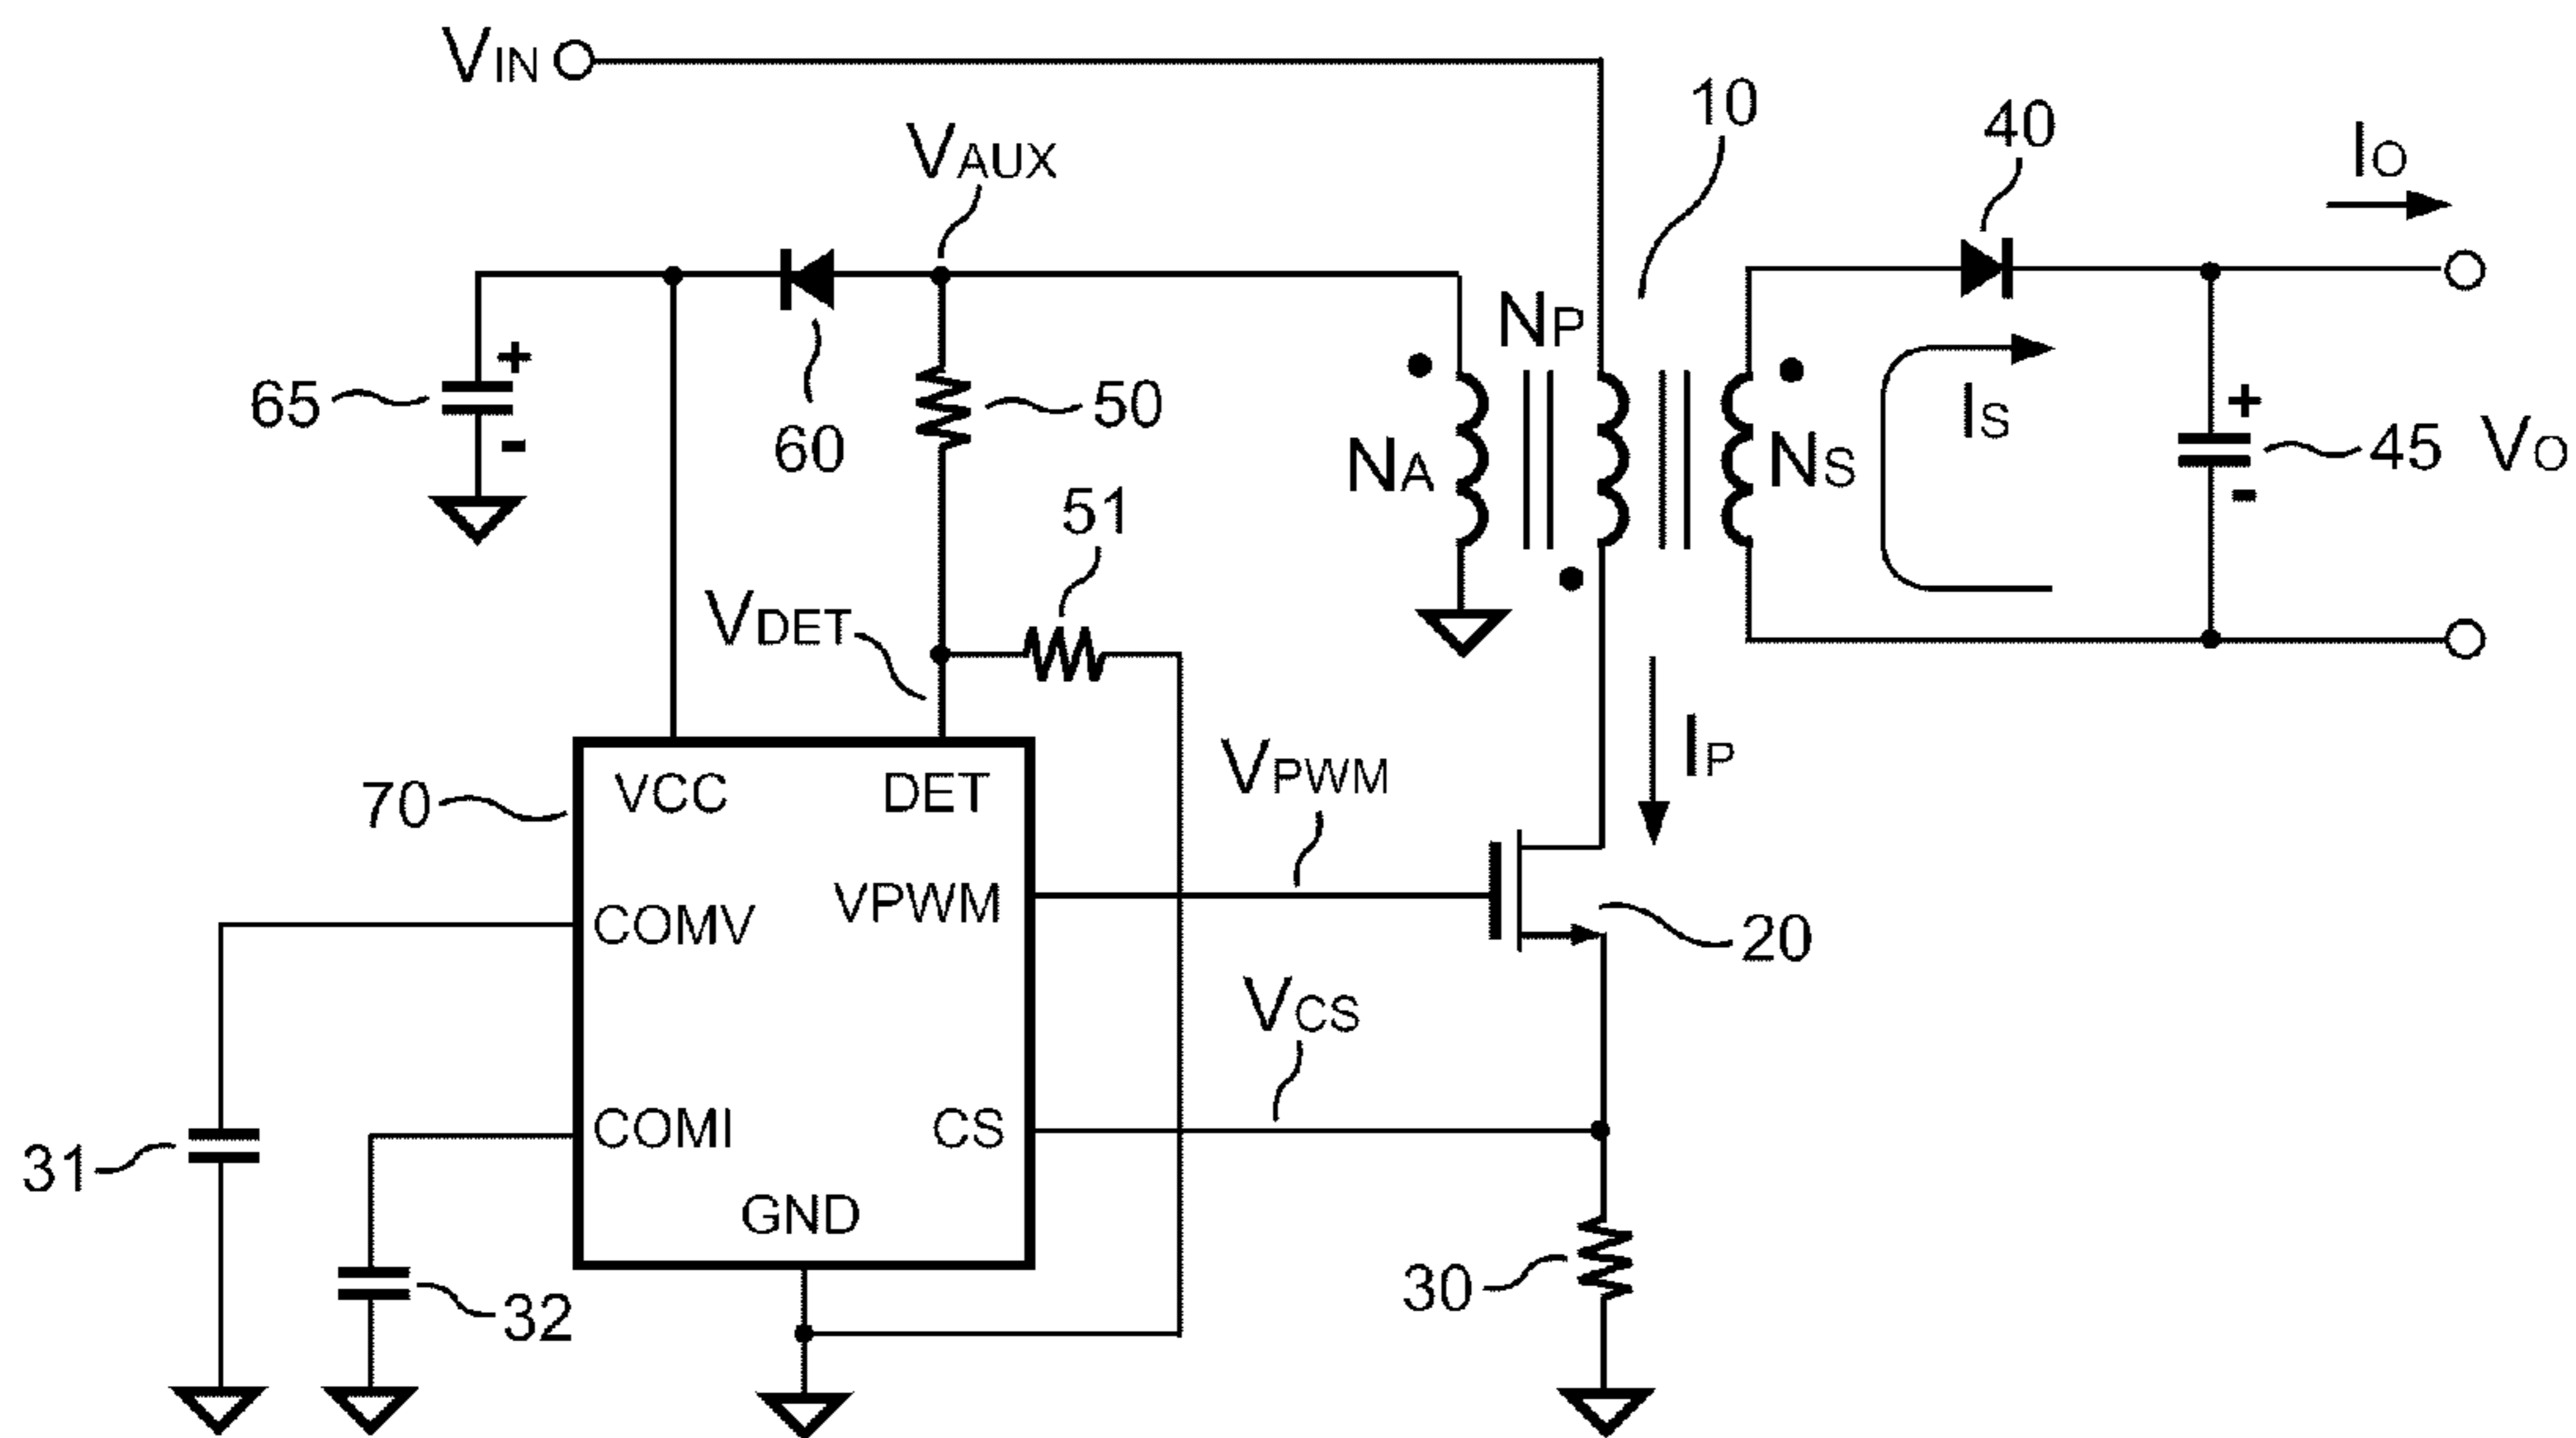 VIN
10
40
IO
VAUX
NP
65
60
50
NA
NS
IS
45
VO
51
VDET
IP
70
VCC
DET
VPWM
COMV
VPWM
20
VCS
31
COMI
CS
GND
32
30
+
-
+
-